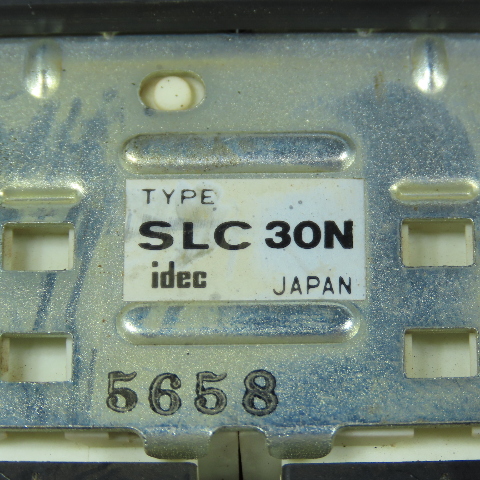 TYPE
SLC 30N
idec JAPAN
5658